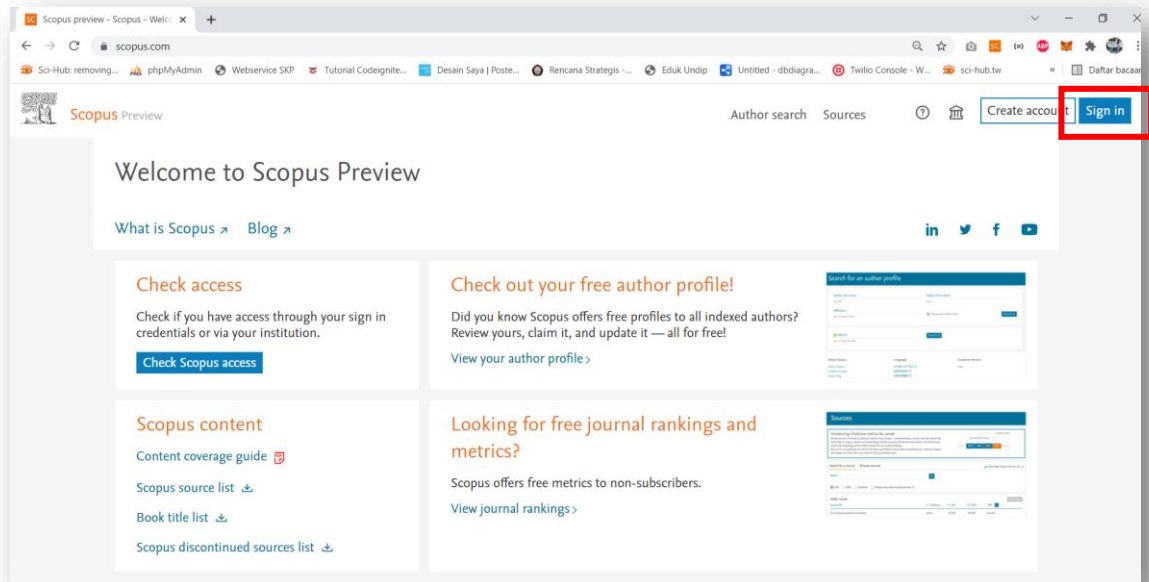 Scopus preview - Scopus - Welc
scopus.com
Sci-Hub: removing... phpMyAdmin Webservice SKP Tutorial Codeignite... Desain Saya | Poste... Rencana Strategis -... Eduk Undip Untitled - dbdiagra... Twilio Console - W... sci-hub.tw » Daftar bacaan
Scopus Preview
Author search Sources Create account Sign in
Welcome to Scopus Preview
What is Scopus Blog
Check access
Check if you have access through your sign in
credentials or via your institution.
Check Scopus access
Check out your free author profile!
Did you know Scopus offers free profiles to all indexed authors?
Review yours, claim it, and update it — all for free!
View your author profile >
Search for an author profile
Scopus content
Content coverage guide
Scopus source list
Book title list
Scopus discontinued sources list
Looking for free journal rankings and
metrics?
Scopus offers free metrics to non-subscribers.
View journal rankings >
Sources